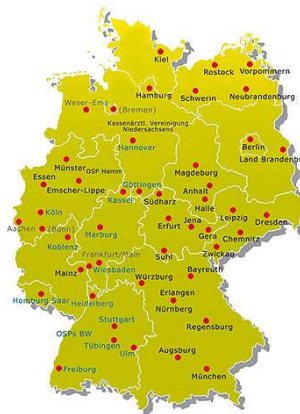 Kiel
Rostock
Vorpommern
Hamburg
Schwerin
Neubrandenburg
Weser-Ems
(Bremen)
Kassenärztl. Vereinigung
Niedersachsens
Hannover
Berlin
Land Brandenburg
Münster
OSP Hamm
Magdeburg
Essen
Emscher-Lippe
Göttingen
Anhalt
Kassel
Südharz
Halle
Leipzig
Köln
Dresden
Aachen
(Bonn)
Erfurt
Jena
Marburg
Gera
Chemnitz
Koblenz
Zwickau
Suhl
Frankfurt/Main
Mainz
Wiesbaden
Bayreuth
Würzburg
Homburg Saar
Heidelberg
Erlangen
Nürnberg
Stuttgart
Regensburg
OSPs BW
Tübingen
Ulm
Augsburg
Freiburg
München